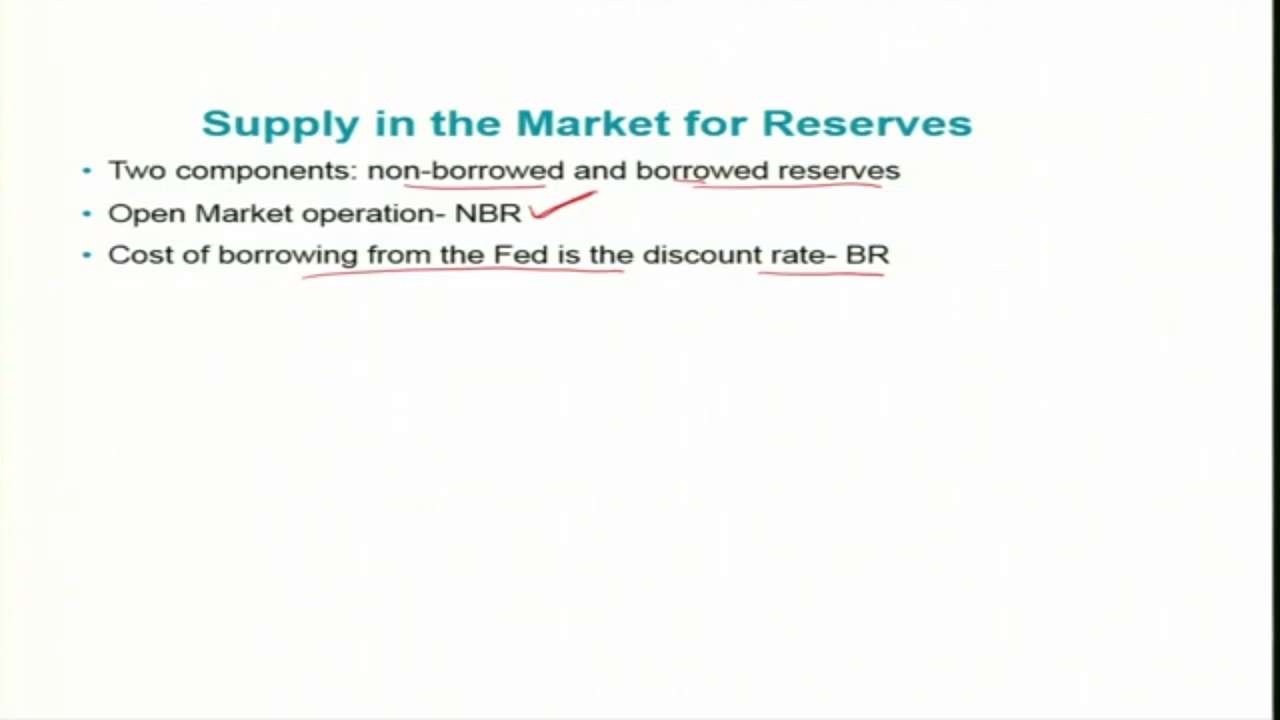 Supply in the Market for Reserves
• Two components: non-borrowed and borrowed reserves
• Open Market operation- NBR
• Cost of borrowing from the Fed is the discount rate- BR